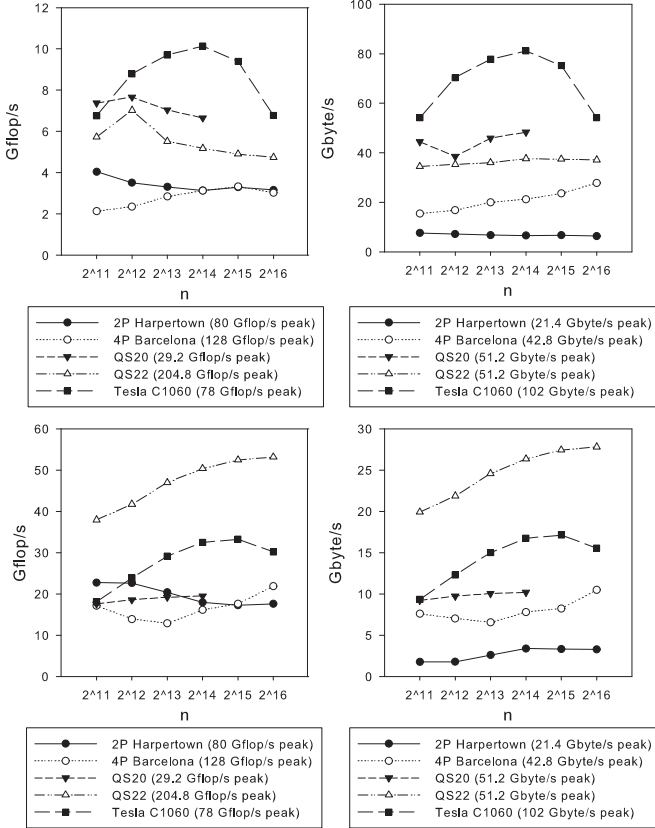 12
10
8
6
4
2
0
Gflop/s
2^11 2^12 2^13 2^14 2^15 2^16
n
2P Harpertown (80 Gflop/s peak)
4P Barcelona (128 Gflop/s peak)
QS20 (29.2 Gflop/s peak)
QS22 (204.8 Gflop/s peak)
Tesla C1060 (78 Gflop/s peak)
100
80
60
40
20
0
Gbyte/s
2^11 2^12 2^13 2^14 2^15 2^16
n
2P Harpertown (21.4 Gbyte/s peak)
4P Barcelona (42.8 Gbyte/s peak)
QS20 (51.2 Gbyte/s peak)
QS22 (51.2 Gbyte/s peak)
Tesla C1060 (102 Gbyte/s peak)
60
50
40
30
20
10
0
Gflop/s
2^11 2^12 2^13 2^14 2^15 2^16
n
2P Harpertown (80 Gflop/s peak)
4P Barcelona (128 Gflop/s peak)
QS20 (29.2 Gflop/s peak)
QS22 (204.8 Gflop/s peak)
Tesla C1060 (78 Gflop/s peak)
30
25
20
15
10
5
0
Gbyte/s
2^11 2^12 2^13 2^14 2^15 2^16
n
2P Harpertown (21.4 Gbyte/s peak)
4P Barcelona (42.8 Gbyte/s peak)
QS20 (51.2 Gbyte/s peak)
QS22 (51.2 Gbyte/s peak)
Tesla C1060 (102 Gbyte/s peak)